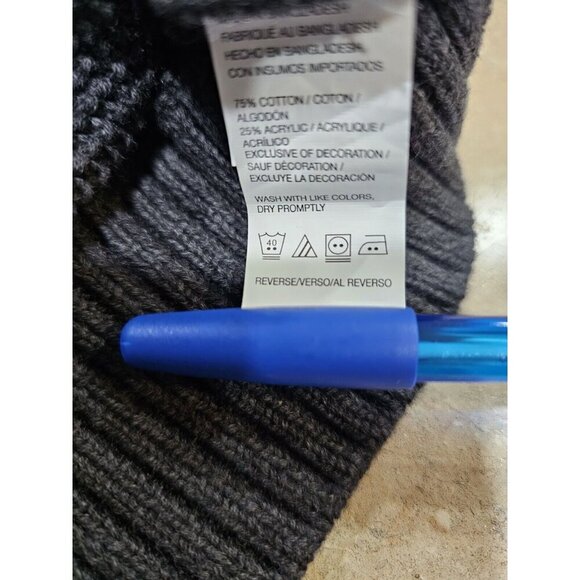 FABRIQUE AU BANGLADESH
HECHO EN BANGLADESH
CON INSUMOS IMPORTADOS
75% COTTON / COTON /
ALGODÓN
25% ACRYLIC / ACRYLIQUE /
ACRÍLICO
EXCLUSIVE OF DECORATION /
SAUF DÉCORATION /
EXCLUYE LA DECORACIÓN
WASH WITH LIKE COLORS,
DRY PROMPTLY
40
REVERSE/VERSO/AL REVERSO